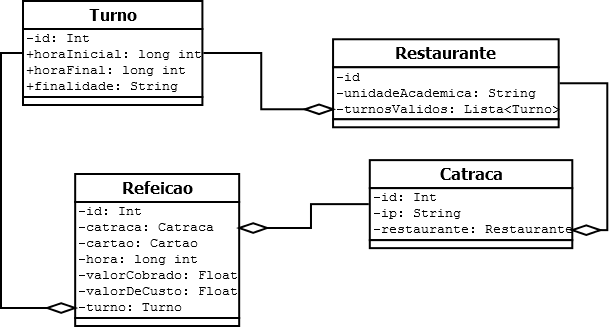 Turno
-id: Int
+horaInicial: long int
+horaFinal: long int
+finalidade: String
Restaurante
-id
-unidadeAcademica: String
-turnosValidos: Lista<Turno>
Catraca
-id: Int
-ip: String
-restaurante: Restaurante
Refeicao
-id: Int
-catraca: Catraca
-cartao: Cartao
-hora: long int
-valorCobrado: Float
-valorDeCusto: Float
-turno: Turno